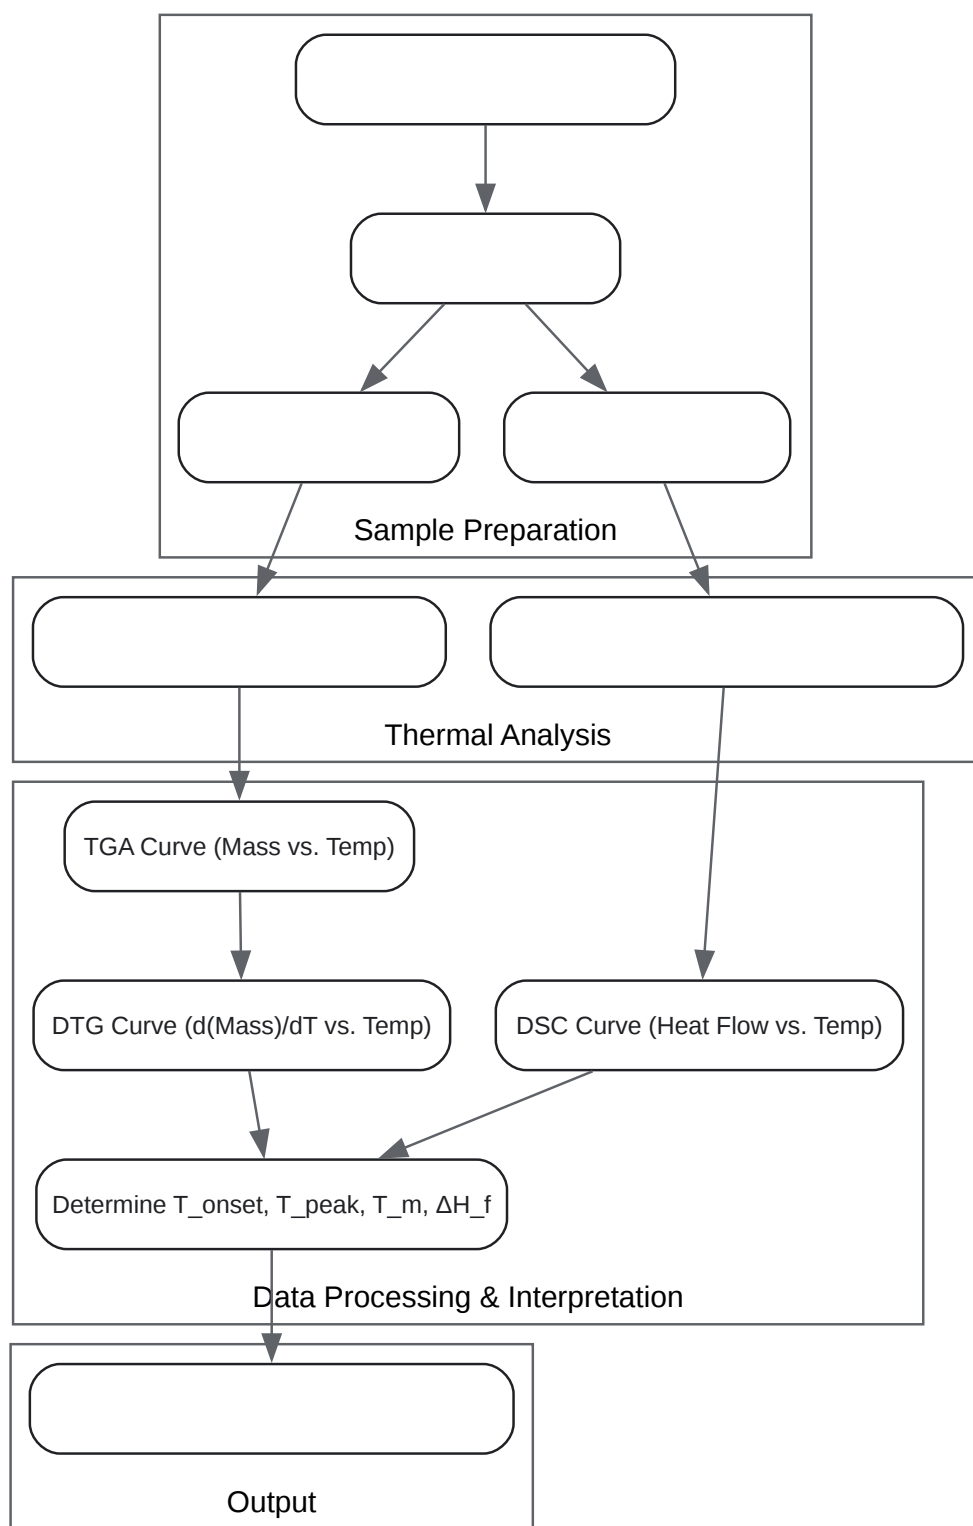 Sample Preparation
Thermal Analysis
TGA Curve (Mass vs. Temp)
DTG Curve (d(Mass)/dT vs. Temp)
DSC Curve (Heat Flow vs. Temp)
Determine T_onset, T_peak, T_m, ΔH_f
Data Processing & Interpretation
Output